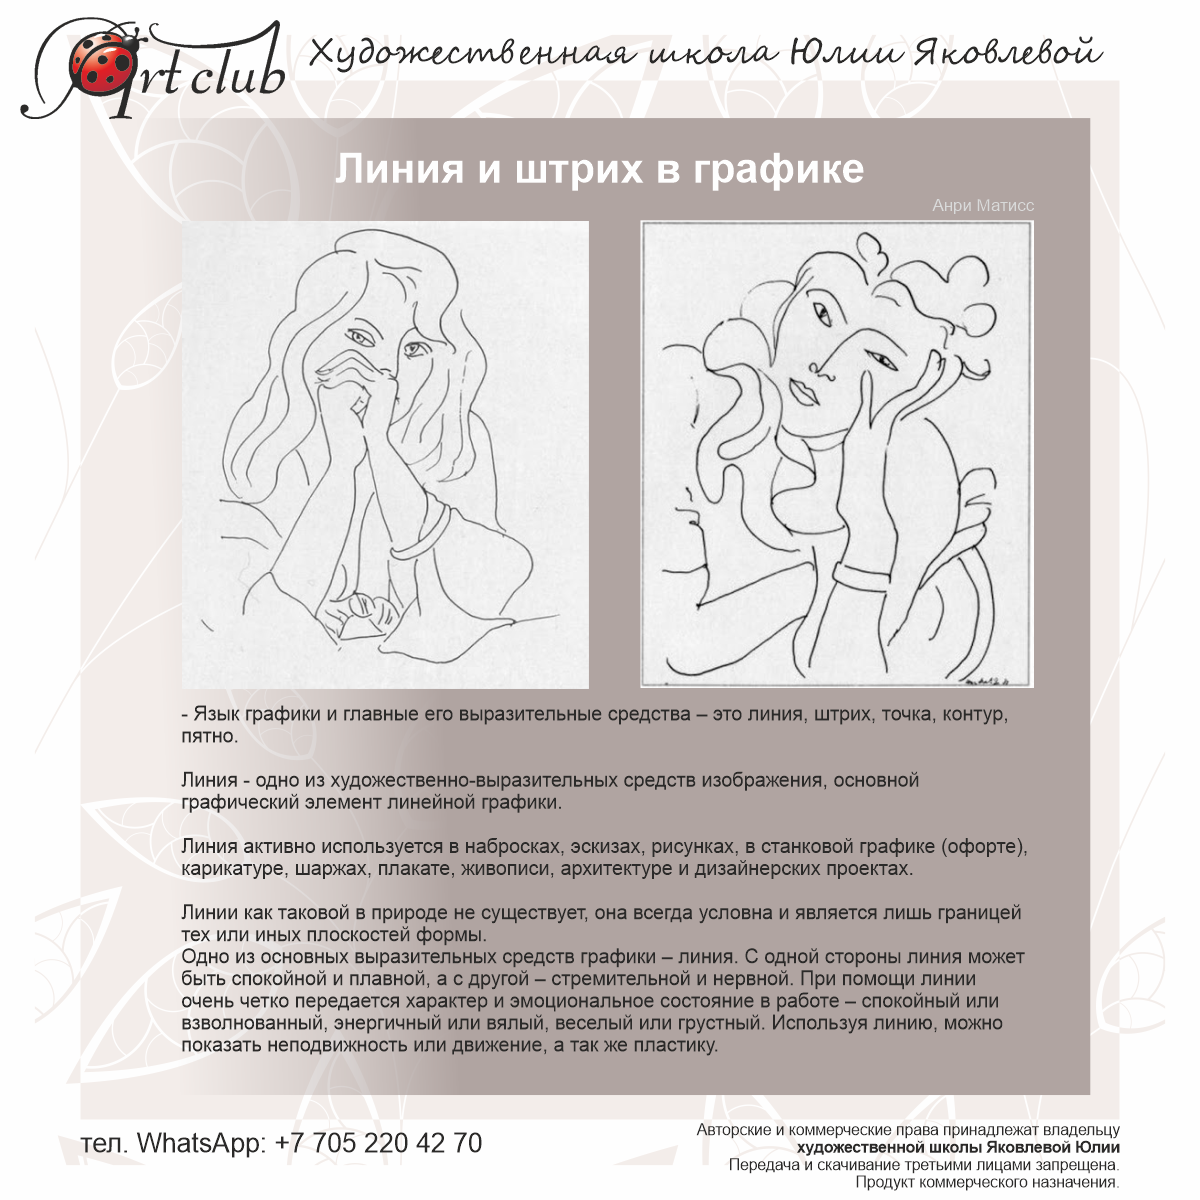 Art club
Художественная школа Юлии Яковлевой
Линия и штрих в графике
Анри Матисс
- Язык графики и главные его выразительные средства – это линия, штрих, точка, контур,
пятно.
Линия - одно из художественно-выразительных средств изображения, основной
графический элемент линейной графики.
Линия активно используется в набросках, эскизах, рисунках, в станковой графике (офорте),
карикатуре, шаржах, плакате, живописи, архитектуре и дизайнерских проектах.
Линии как таковой в природе не существует, она всегда условна и является лишь границей
тех или иных плоскостей формы.
Одно из основных выразительных средств графики – линия. С одной стороны линия может
быть спокойной и плавной, а с другой – стремительной и нервной. При помощи линии
очень четко передается характер и эмоциональное состояние в работе – спокойный или
взволнованный, энергичный или вялый, веселый или грустный. Используя линию, можно
показать неподвижность или движение, а так же пластику.
тел. WhatsApp: +7 705 220 42 70
Авторские и коммерческие права принадлежат владельцу
художественной школы Яковлевой Юлии
Передача и скачивание третьими лицами запрещена.
Продукт коммерческого назначения.